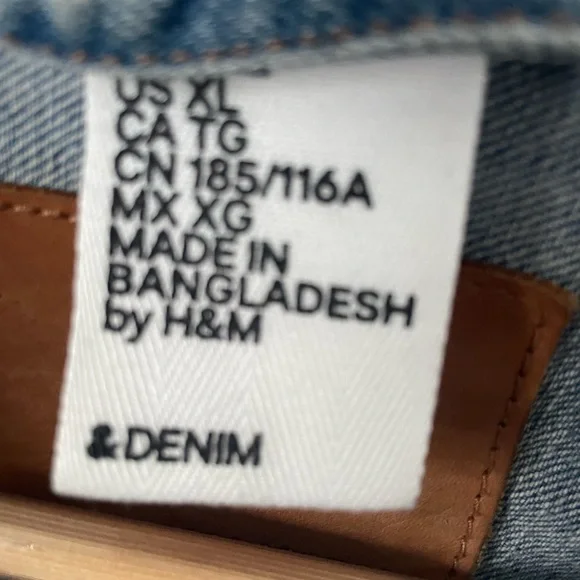 US XL
CA TG
CN 185/116A
MX XG
MADE IN
BANGLADESH
by H&M
&DENIM